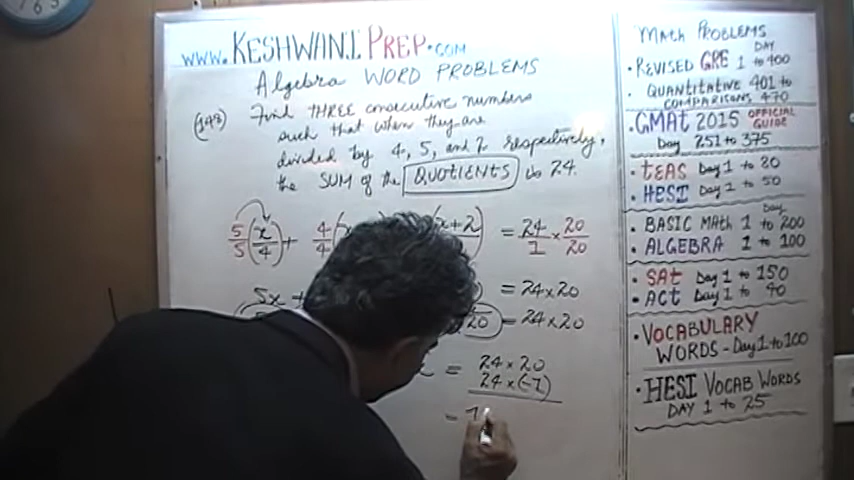 www. KESHWANI PREP.COM
Algebra WORD PROBLEMS
(149) Find THREE consecutive numbers
such that when they are
divided by 4, 5, and 2 respectively,
the SUM of the QUOTIENTS is 24.
5/5 (x/4) + 4/4 (x x+2) = 24/1 × 20/20
5x + = 24×20
20 = 24×20
= 24×20
24×(-1)
=
MATH PROBLEMS
• REVISED GRE DAY 1 to 400
• QUANTITATIVE 401 to
COMPARISONS 470
• GMAT 2015 OFFICIAL GUIDE
Day 251 to 375
• TEAS Day 1 to 20
• HESI Day 1 to 50
• BASIC MATH Day 1 to 200
• ALGEBRA 1 to 100
• SAT Day 1 to 150
• ACT Day 1 to 40
• VOCABULARY
WORDS - Day 1 to 100
• HESI VOCAB WORDS
DAY 1 to 25